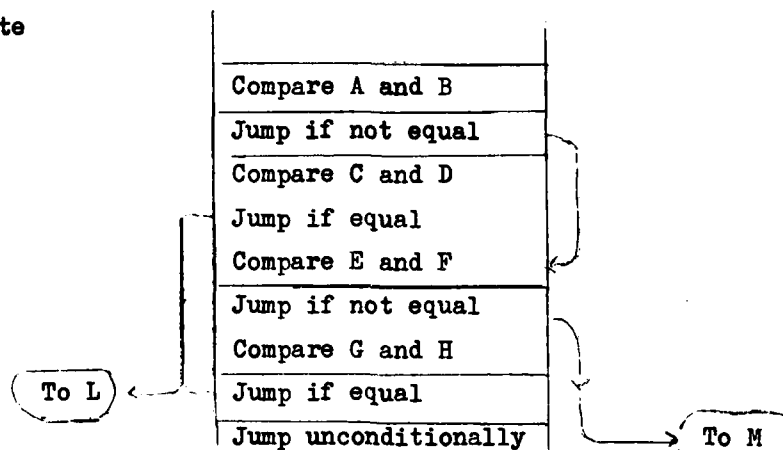 te
Compare A and B
Jump if not equal
Compare C and D
Jump if equal
Compare E and F
Jump if not equal
Compare G and H
To L
Jump if equal
Jump unconditionally
To M